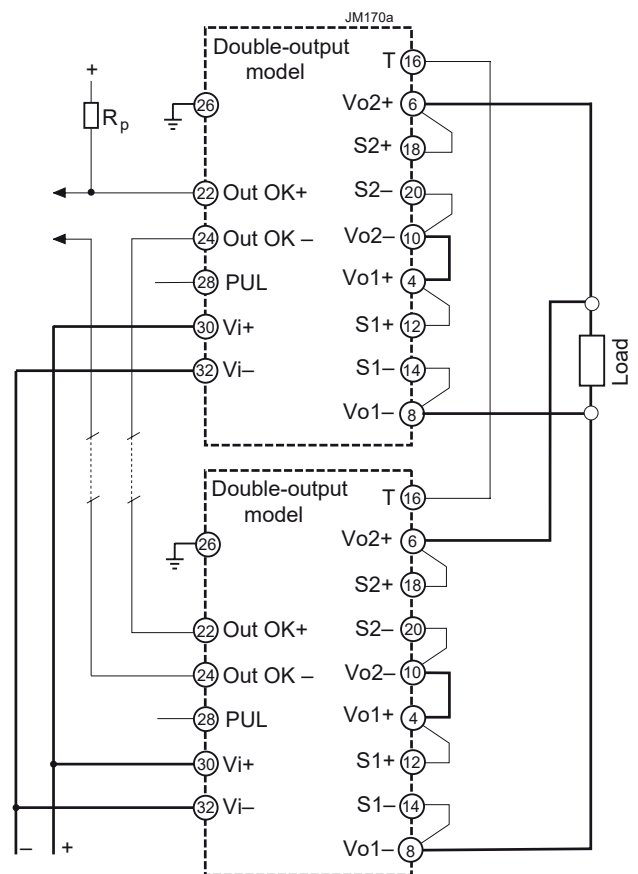 JM170a
Double-output
model
T 16
+
Vo2+ 6
26
Rp
S2+ 18
22 Out OK+
S2– 20
24 Out OK –
Vo2– 10
28 PUL
Vo1+ 4
30 Vi+
S1+ 12
32 Vi–
S1– 14
Load
Vo1– 8
Double-output
model
T 16
26
Vo2+ 6
S2+ 18
22 Out OK+
S2– 20
24 Out OK –
Vo2– 10
28 PUL
Vo1+ 4
30 Vi+
S1+ 12
32 Vi–
S1– 14
– +
Vo1– 8